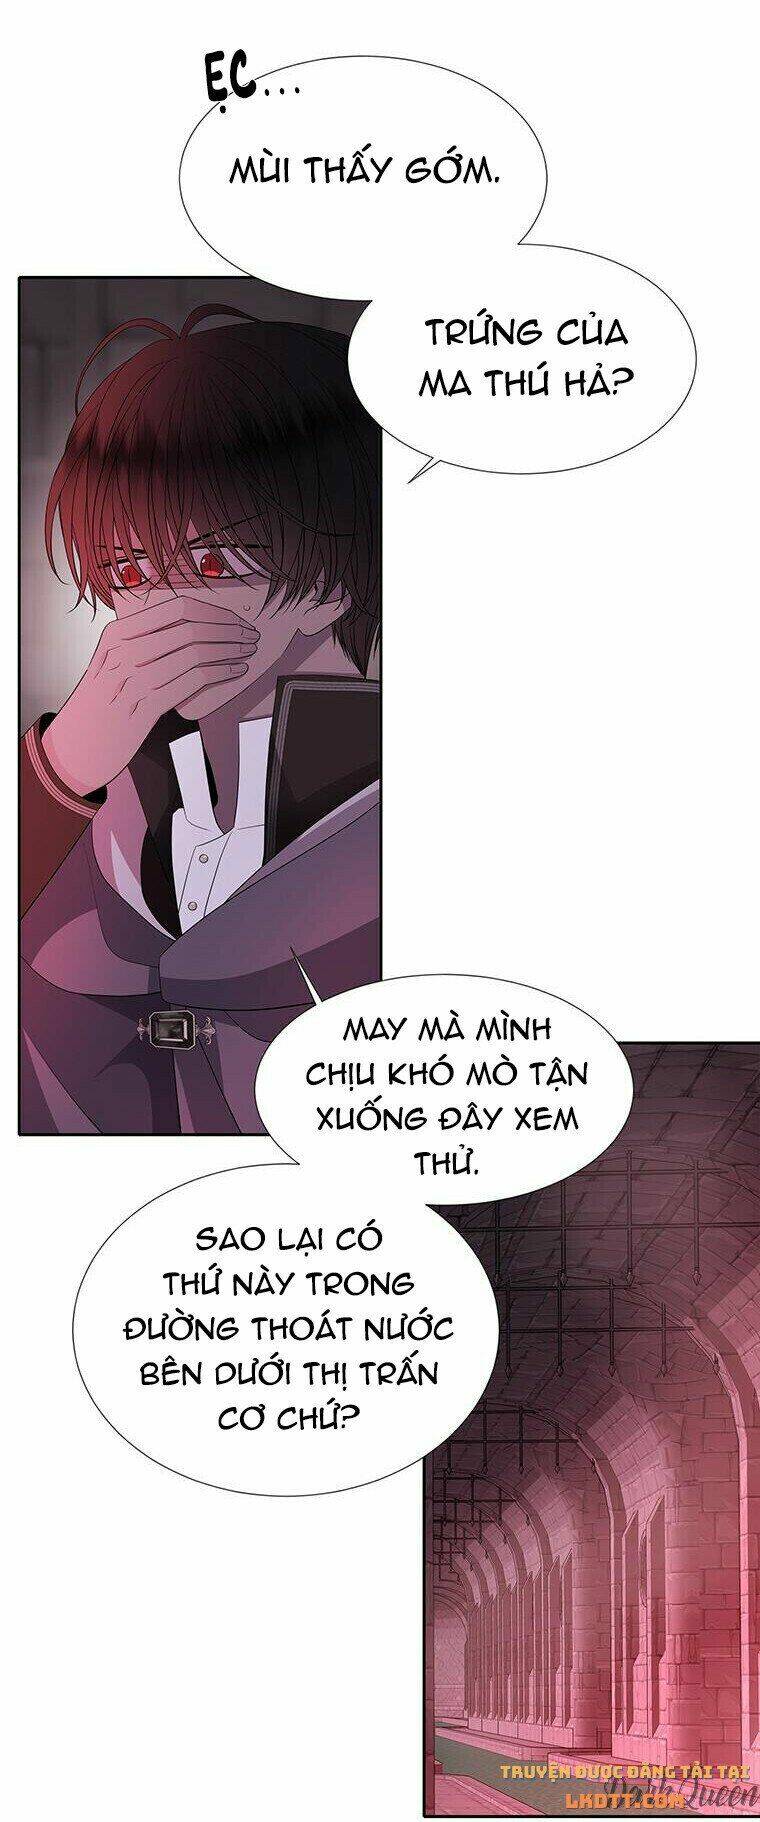 ẸC...
MÙI THẤY GỚM.
TRỨNG CỦA
MA THÚ HẢ?
MAY MÀ MÌNH
CHỊU KHÓ MÒ TẬN
XUỐNG ĐÂY XEM
THỬ.
SAO LẠI CÓ
THỨ NÀY TRONG
ĐƯỜNG THOÁT NƯỚC
BÊN DƯỚI THỊ TRẤN
CƠ CHỨ?
TRUYỆN ĐƯỢC ĐĂNG TẢI TẠI
LKDTT.COM
DarkQueen